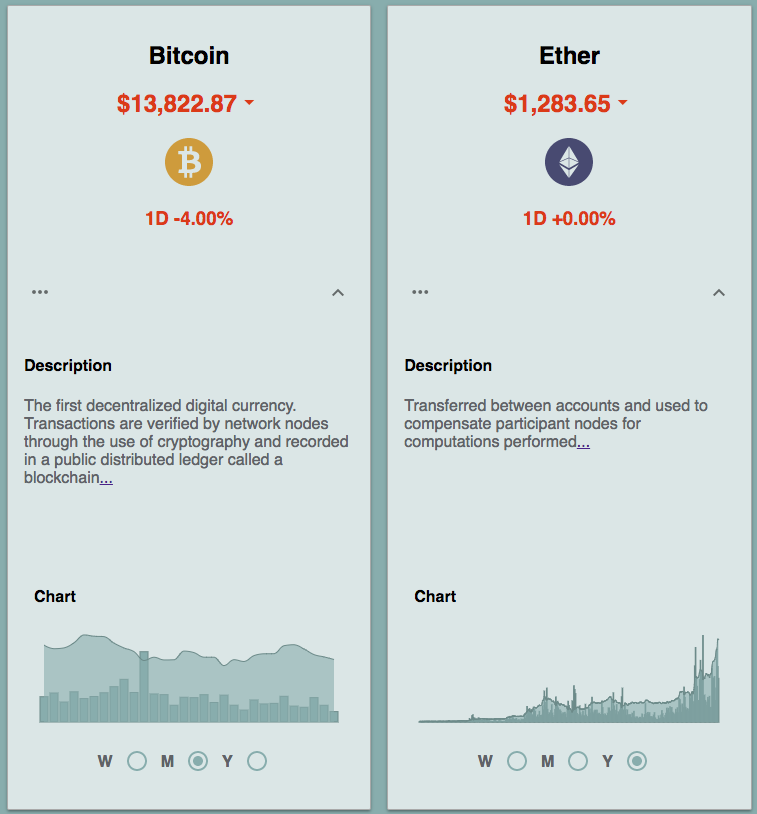 Bitcoin
$13,822.87
1D -4.00%
...
Description
The first decentralized digital currency.
Transactions are verified by network nodes
through the use of cryptography and recorded
in a public distributed ledger called a
blockchain...
Chart
W M Y
Ether
$1,283.65
1D +0.00%
...
Description
Transferred between accounts and used to
compensate participant nodes for
computations performed...
Chart
W M Y